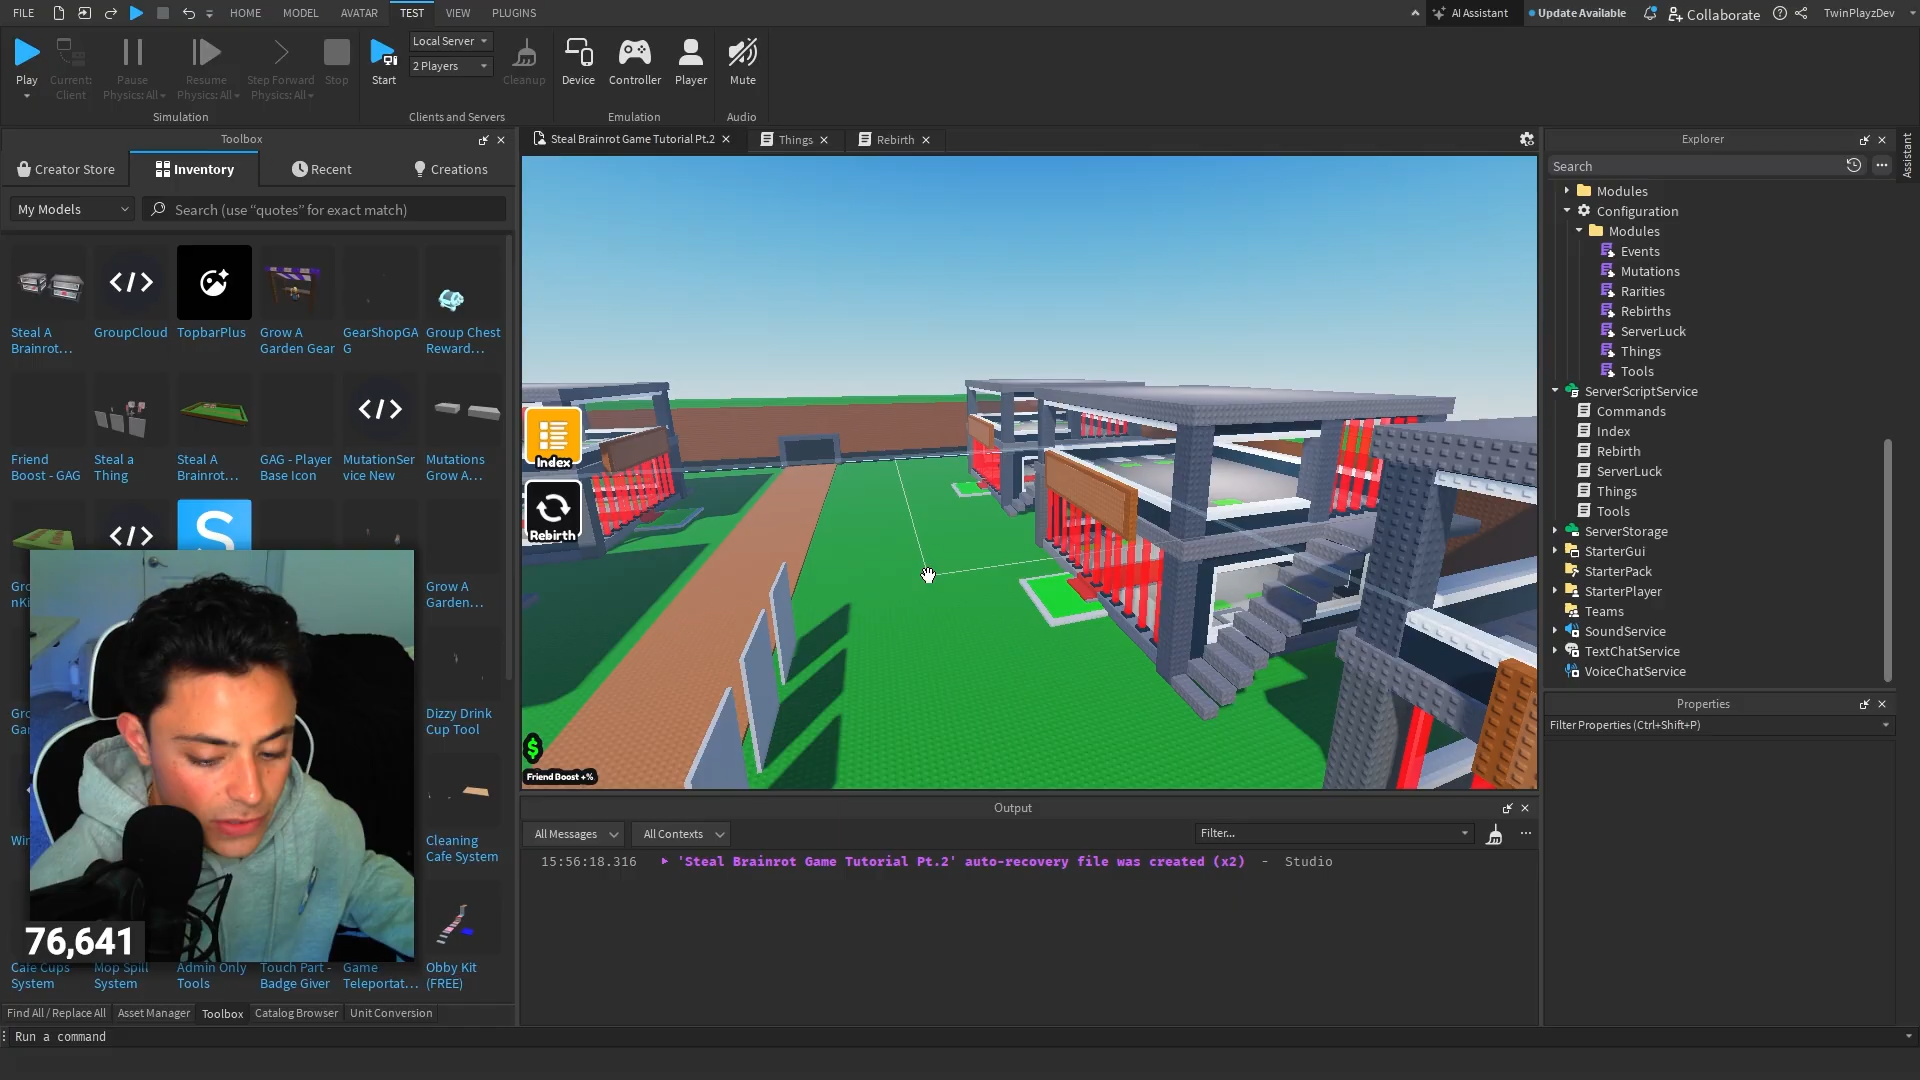 FILE
HOME
MODEL
AVATAR
TEST
VIEW
PLUGINS
AI Assistant
Update Available
Collaborate
TwinPlayzDev
Play
Current:
Client
Pause
Physics: All
Resume
Physics: All
Step Forward
Physics: All
Stop
Simulation
Start
Local Server
2 Players
Cleanup
Clients and Servers
Device
Controller
Player
Emulation
Mute
Audio
Toolbox
Creator Store
Inventory
Recent
Creations
My Models
Search (use “quotes” for exact match)
Steal A
Brainrot...
GroupCloud
TopbarPlus
Grow A
Garden Gear
GearShopGA
G
Group Chest
Reward...
Friend
Boost - GAG
Steal a
Thing
Steal A
Brainrot...
GAG - Player
Base Icon
MutationSer
vice New
Mutations
Grow A...
S
Grow A
Garden...
Dizzy Drink
Cup Tool
Cleaning
Cafe System
76,641
Cafe Cups
System
Mop Spill
System
Admin Only
Tools
Touch Part -
Badge Giver
Game
Teleportat...
Obby Kit
(FREE)
Find All / Replace All
Asset Manager
Toolbox
Catalog Browser
Unit Conversion
Run a command
Steal Brainrot Game Tutorial Pt.2
Things
Rebirth
Index
Rebirth
$
Friend Boost +%
Output
All Messages
All Contexts
Filter...
15:56:18.316
'Steal Brainrot Game Tutorial Pt.2' auto-recovery file was created (x2) - Studio
Explorer
Assistant
Search
Modules
Configuration
Modules
Events
Mutations
Rarities
Rebirths
ServerLuck
Things
Tools
ServerScriptService
Commands
Index
Rebirth
ServerLuck
Things
Tools
ServerStorage
StarterGui
StarterPack
StarterPlayer
Teams
SoundService
TextChatService
VoiceChatService
Properties
Filter Properties (Ctrl+Shift+P)